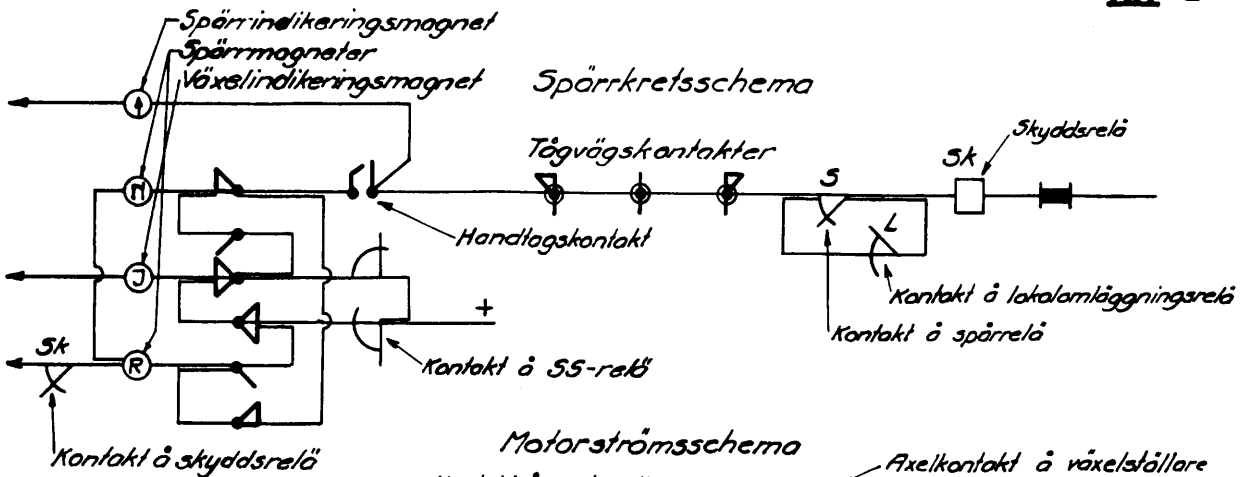 Spärrindikeringsmagnet
Spärrmagneter
Växelindikeringsmagnet
Spärrkretsschema
Skyddsrelä
Tågvägskontakter
Sk
S
M
Handtagskontakt
L
J
Kontakt å lokalomläggningsrelä
+
Kontakt å spärrelä
Sk
R
Kontakt å SS-relä
Kontakt å skyddsrelä
Motorströmsschema
Axelkontakt å växelställare